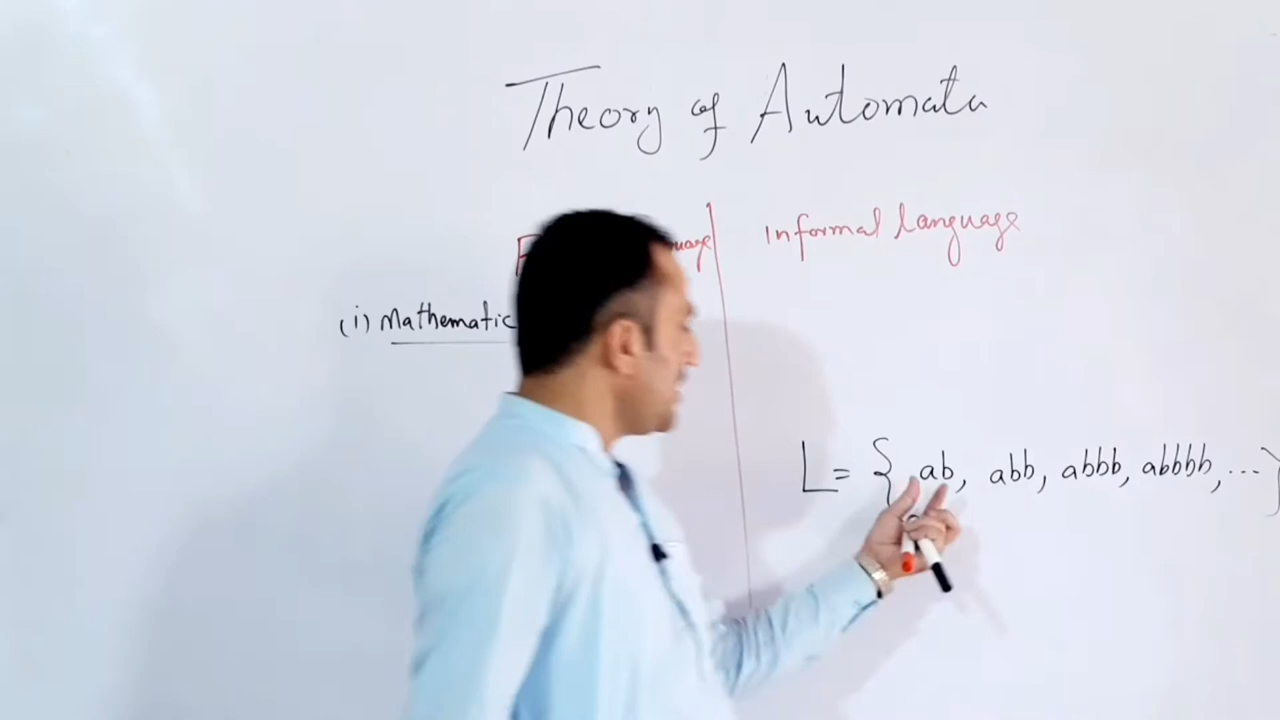 Theory of Automata
Informal language
(i) Mathematic
L = { ab, abb, abbb, abbbb, ... }